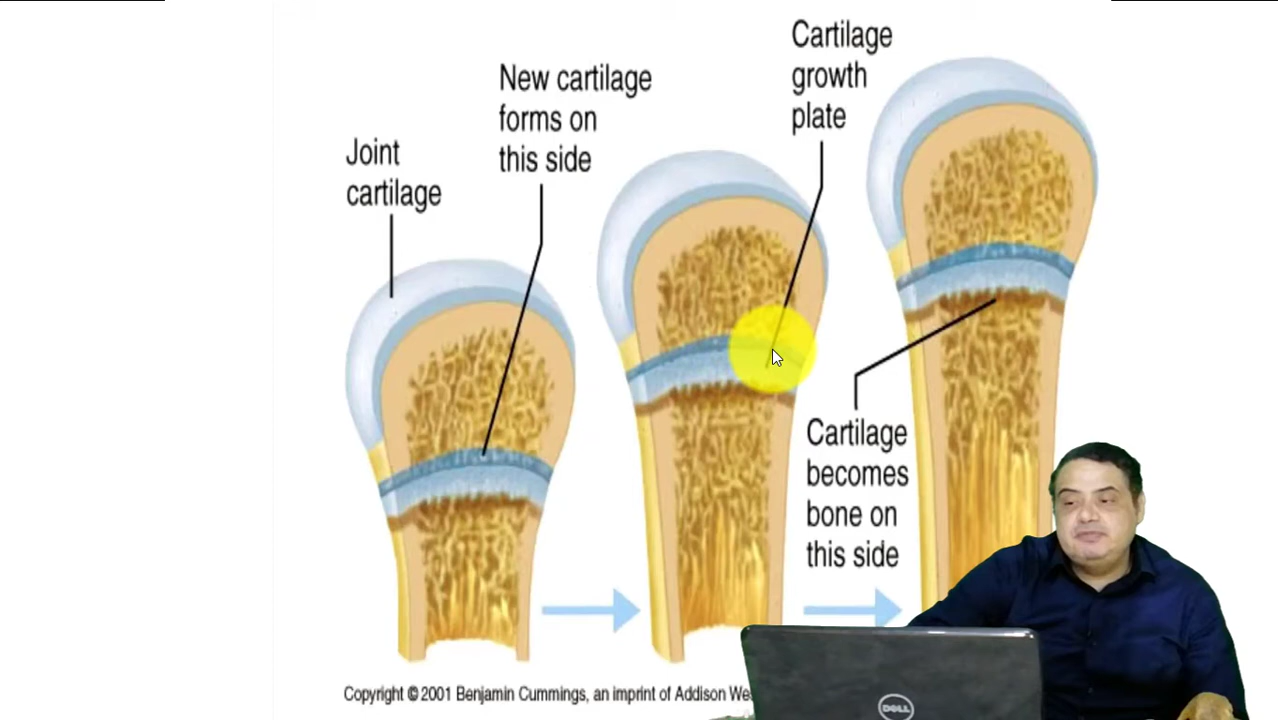 Cartilage
growth
plate
New cartilage
forms on
this side
Joint
cartilage
Cartilage
becomes
bone on
this side
Copyright © 2001 Benjamin Cummings, an imprint of Addison
DELL